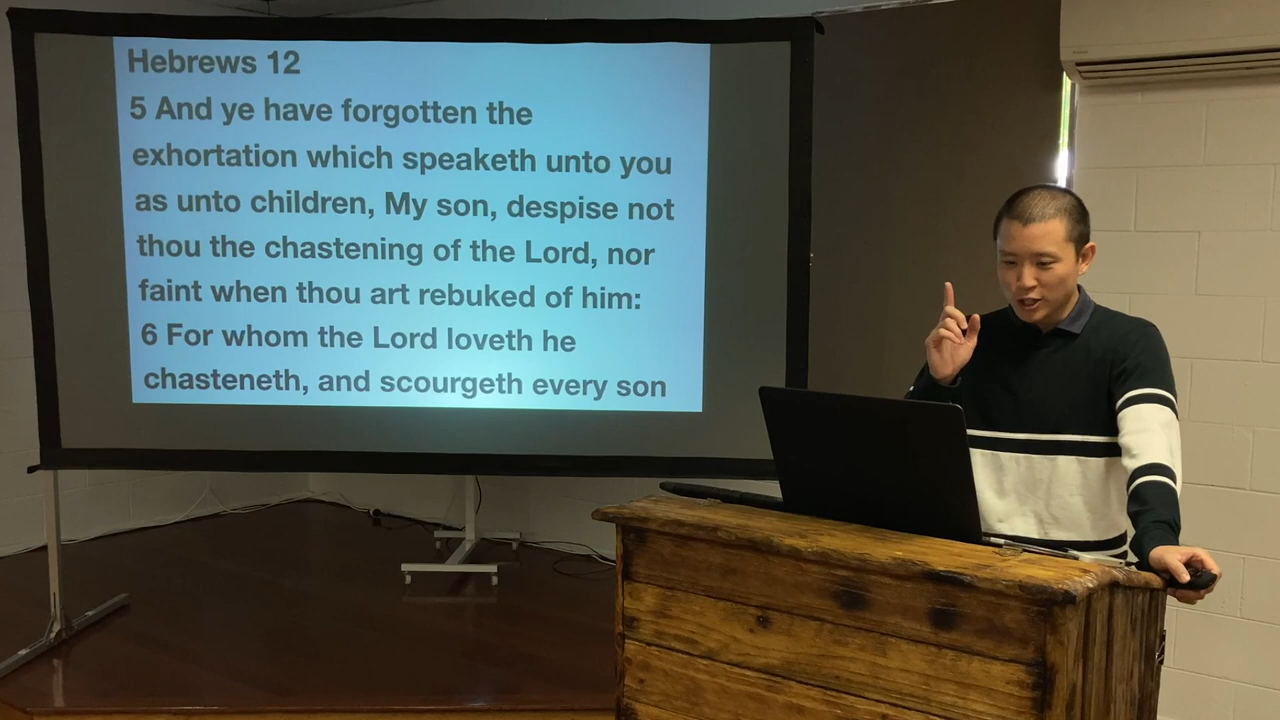 Hebrews 12
5 And ye have forgotten the
exhortation which speaketh unto you
as unto children, My son, despise not
thou the chastening of the Lord, nor
faint when thou art rebuked of him:
6 For whom the Lord loveth he
chasteneth, and scourgeth every son